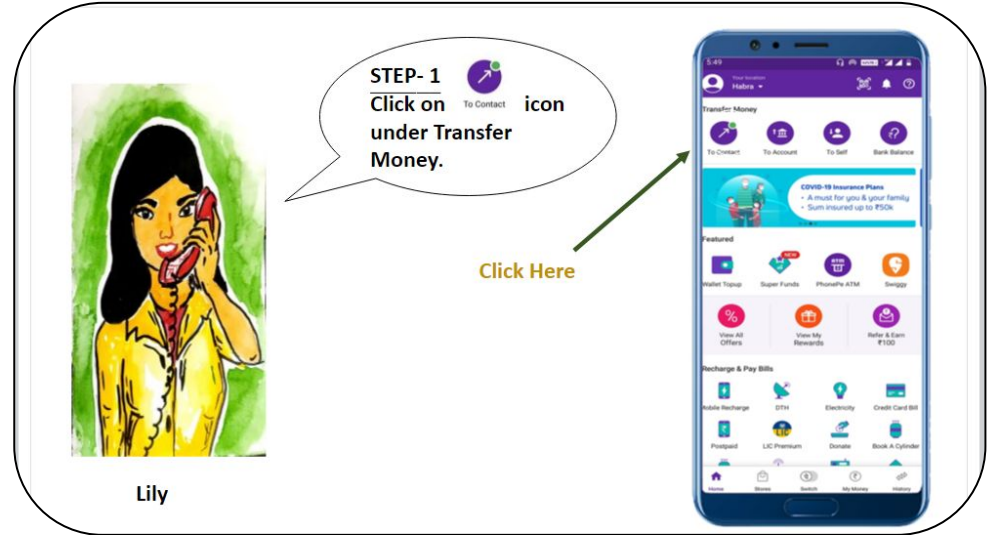 STEP- 1
Click on To Contact icon
under Transfer
Money.
Click Here
Lily
5:49
Your location
Habra
Transfer Money
To Contact To Account To Self Bank Balance
COVID-19 Insurance Plans
• A must for you & your family
• Sum insured up to ₹50k
Featured
NEW
ATM
Wallet Topup Super Funds PhonePe ATM Swiggy
View All View My Refer & Earn
Offers Rewards ₹100
Recharge & Pay Bills
Mobile Recharge DTH Electricity Credit Card Bill
LIC
Postpaid LIC Premium Donate Book A Cylinder
Home Stores Switch My Money History